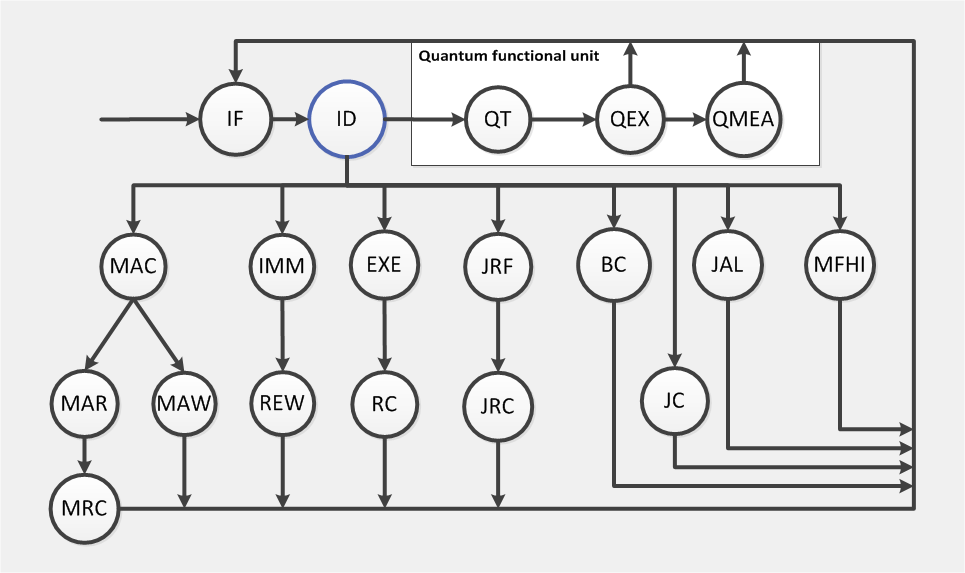 Quantum functional unit
IF
ID
QT
QEX
QMEA
MAC
IMM
EXE
JRF
BC
JAL
MFHI
MAR
MAW
REW
RC
JRC
JC
MRC